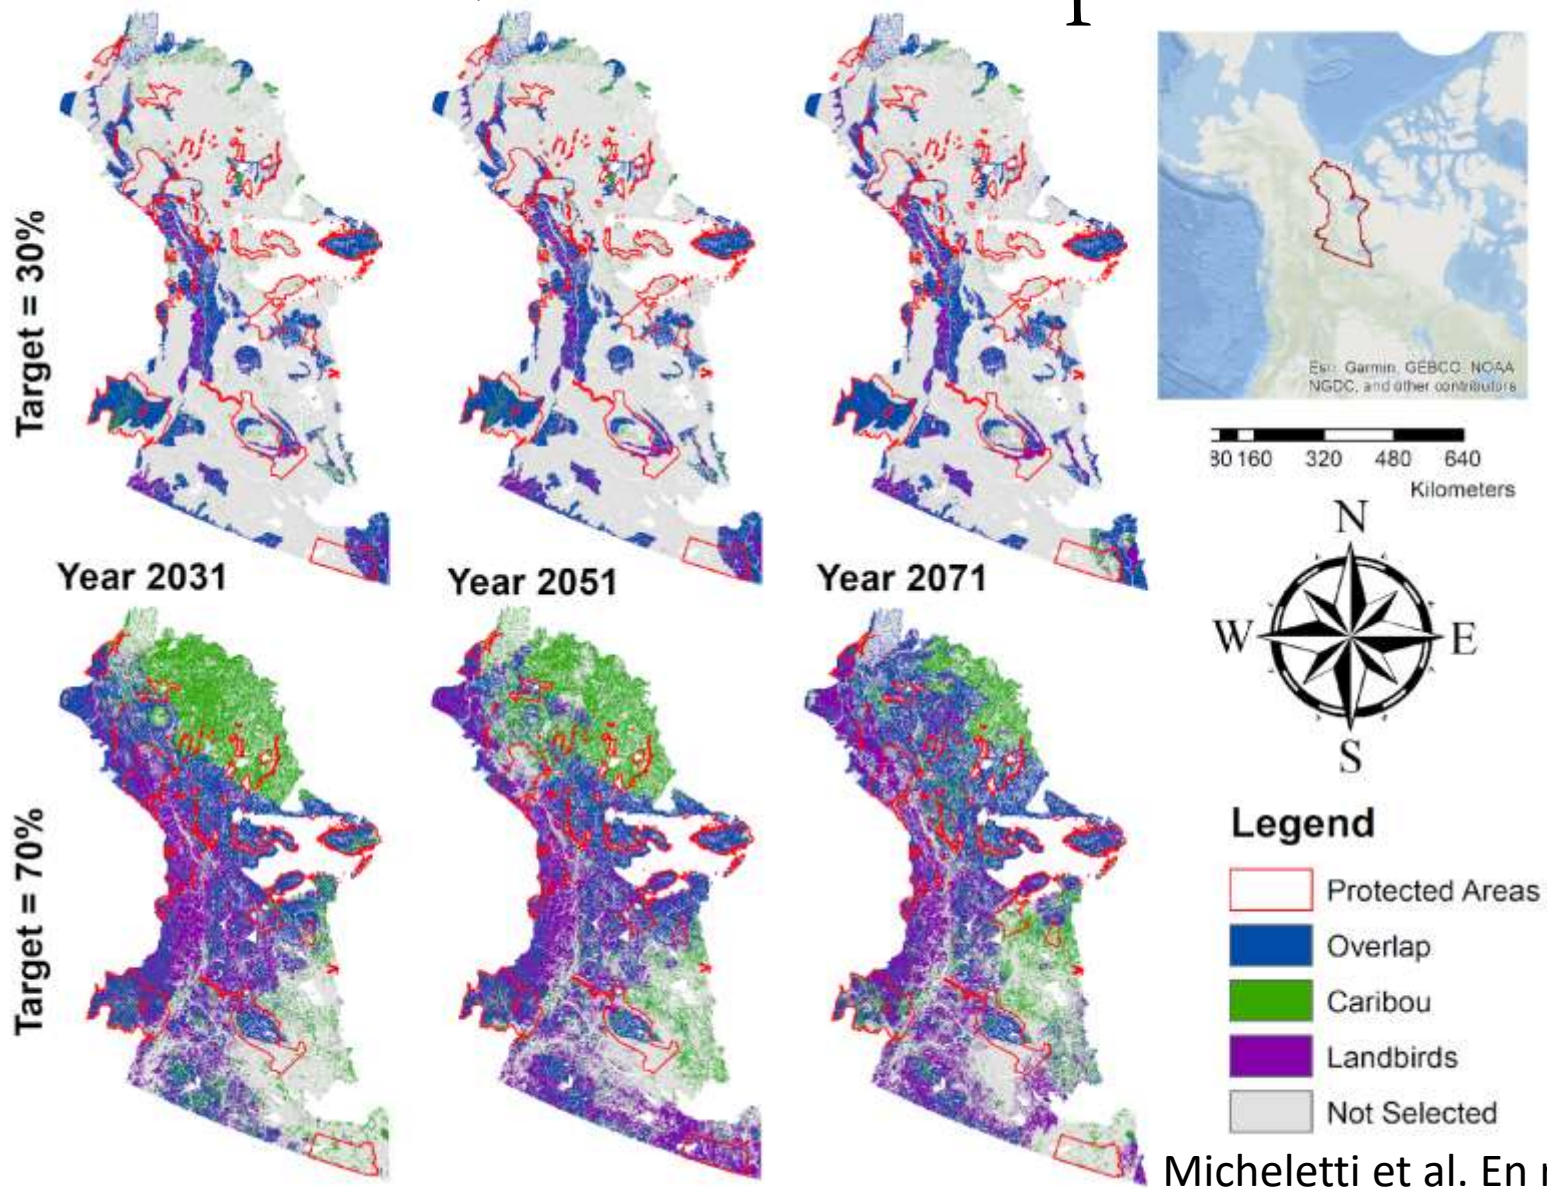 Target = 30%
Year 2031
Year 2051
Year 2071
Target = 70%
Esri, Garmin, GEBCO, NOAA
NGDC, and other contributors
160 320 480 640
Kilometers
N
W E
S
Legend
Protected Areas
Overlap
Caribou
Landbirds
Not Selected
Micheletti et al. En